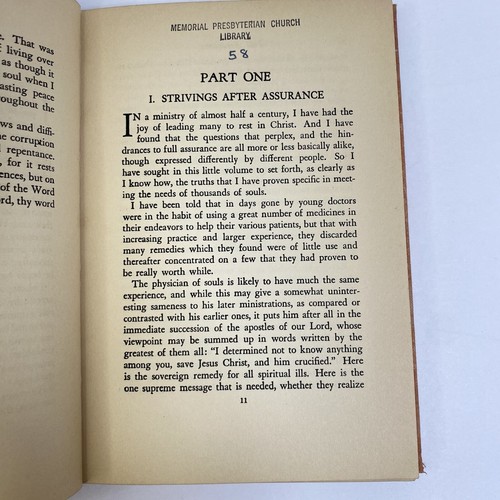 e. That was
f living over
as though it
soul when I
asting peace
roughout the
ws and diffi-
he corruption
repentance.
, for it rests
ences, but on
of the Word
ord, thy word
MEMORIAL PRESBYTERIAN CHURCH
LIBRARY
58
PART ONE
I. STRIVINGS AFTER ASSURANCE
IN a ministry of almost half a century, I have had the
joy of leading many to rest in Christ. And I have
found that the questions that perplex, and the hin-
drances to full assurance are all more or less basically alike,
though expressed differently by different people. So I
have sought in this little volume to set forth, as clearly as
I know how, the truths that I have proven specific in meet-
ing the needs of thousands of souls.
I have been told that in days gone by young doctors
were in the habit of using a great number of medicines in
their endeavors to help their various patients, but that with
increasing practice and larger experience, they discarded
many remedies which they found were of little use and
thereafter concentrated on a few that they had proven to
be really worth while.
The physician of souls is likely to have much the same
experience, and while this may give a somewhat uninter-
esting sameness to his later ministrations, as compared or
contrasted with his earlier ones, it puts him after all in the
immediate succession of the apostles of our Lord, whose
viewpoint may be summed up in words written by the
greatest of them all: "I determined not to know anything
among you, save Jesus Christ, and him crucified." Here
is the sovereign remedy for all spiritual ills. Here is the
one supreme message that is needed, whether they realize
11